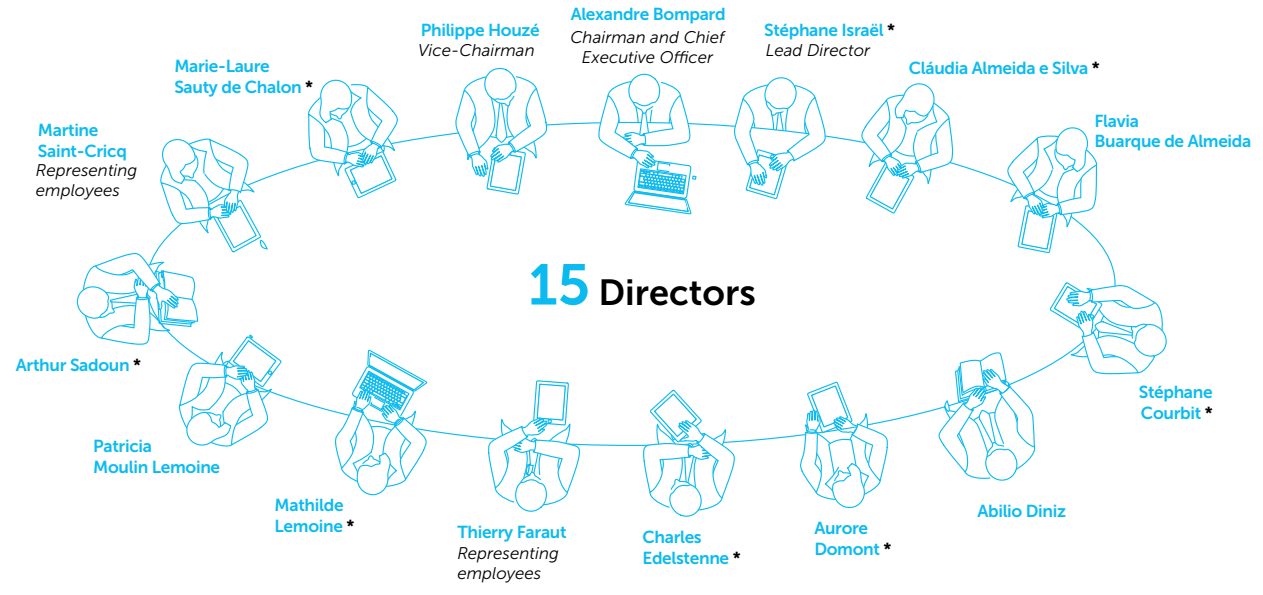 Alexandre Bompard
Chairman and Chief
Executive Officer
Philippe Houzé
Vice-Chairman
Stéphane Israël *
Lead Director
Marie-Laure
Sauty de Chalon *
Cláudia Almeida e Silva *
Martine
Saint-Cricq
Representing
employees
Flavia
Buarque de Almeida
15 Directors
Arthur Sadoun *
Stéphane
Courbit *
Patricia
Moulin Lemoine
Mathilde
Lemoine *
Thierry Faraut
Representing
employees
Charles
Edelstenne *
Aurore
Domont *
Abilio Diniz